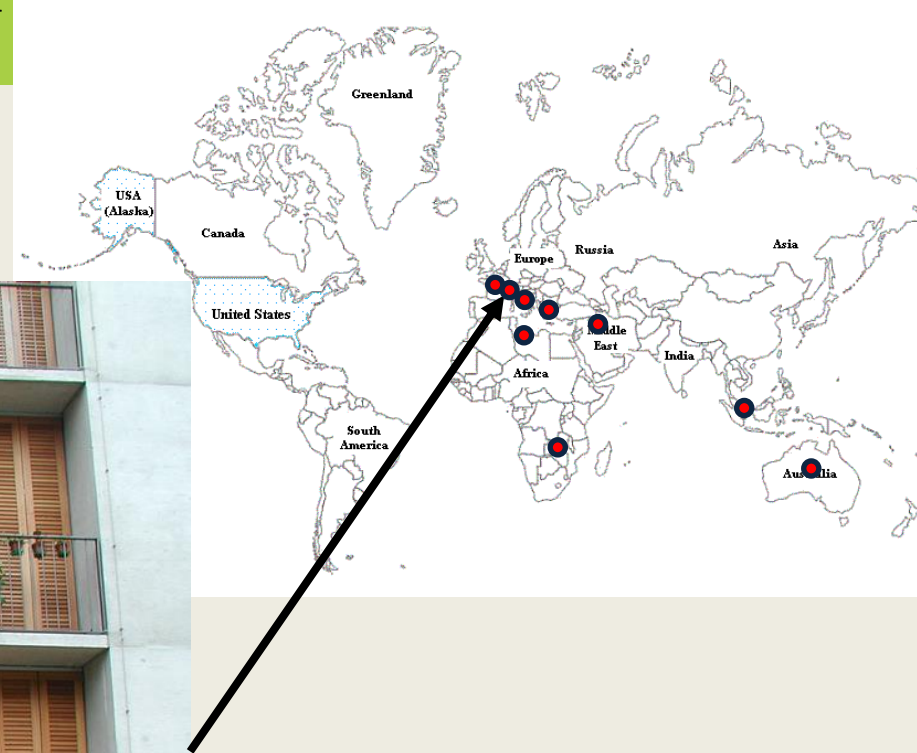 Greenland
USA
(Alaska)
Canada
Europe
Russia
Asia
United States
Middle
East
India
Africa
South
America
Australia